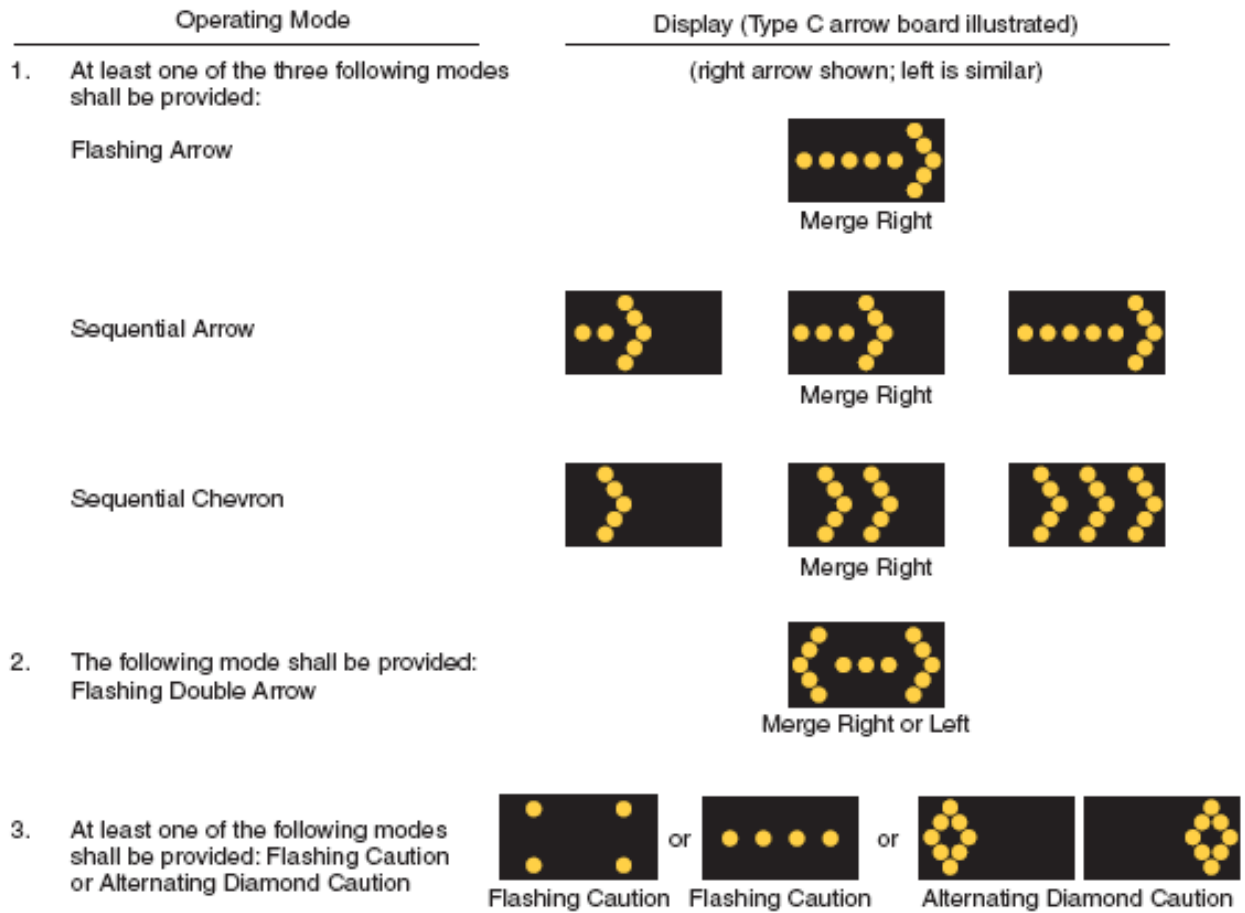 Operating Mode
Display (Type C arrow board illustrated)
1. At least one of the three following modes
shall be provided:
(right arrow shown; left is similar)
Flashing Arrow
Merge Right
Sequential Arrow
Merge Right
Sequential Chevron
Merge Right
2. The following mode shall be provided:
Flashing Double Arrow
Merge Right or Left
3. At least one of the following modes
shall be provided: Flashing Caution
or Alternating Diamond Caution
or
or
Flashing Caution
Flashing Caution
Alternating Diamond Caution